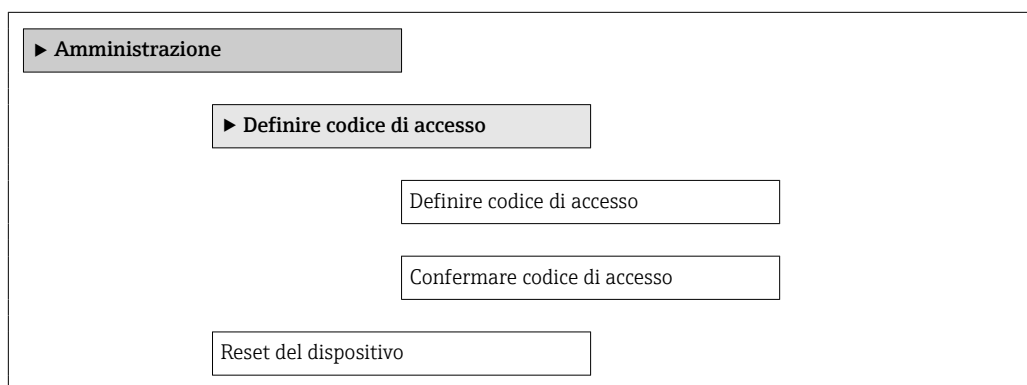 ▶ Amministrazione
▶ Definire codice di accesso
Definire codice di accesso
Confermare codice di accesso
Reset del dispositivo